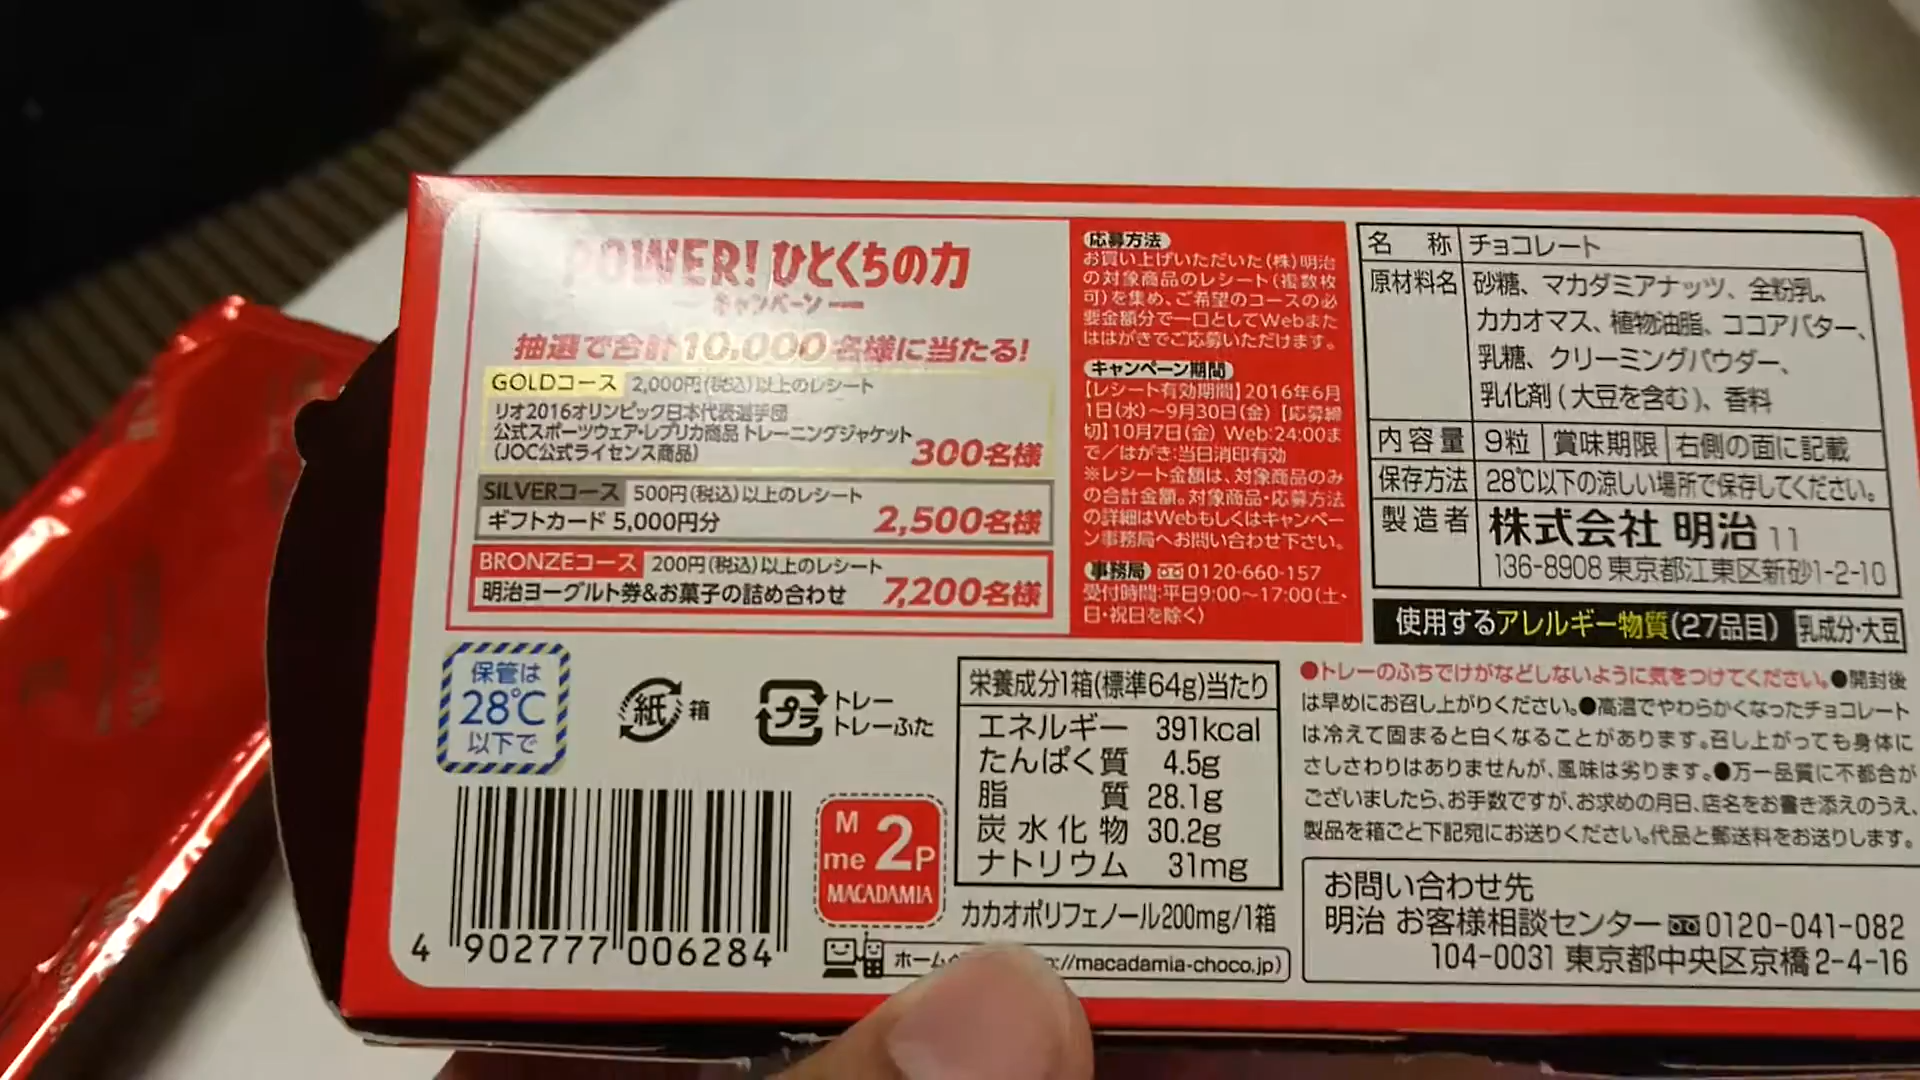 POWER!ひとくちの力
キャンペーン
抽選で合計10,000名様に当たる!
GOLDコース 2,000円(税込)以上のレシート
リオ2016オリンピック日本代表選手団
公式スポーツウェア・レプリカ商品 トレーニングジャケット
(JOC公式ライセンス商品) 300名様
SILVERコース 500円(税込)以上のレシート
ギフトカード 5,000円分 2,500名様
BRONZEコース 200円(税込)以上のレシート
明治ヨーグルト券&お菓子の詰め合わせ 7,200名様
応募方法
お買い上げいただいた(株)明治
の対象商品のレシート(複数枚
可)を集め、ご希望のコースの必
要金額分で一口としてWebまた
ははがきでご応募いただけます。
キャンペーン期間
【レシート有効期間】2016年6月
1日(水)〜9月30日(金)【応募締
切】10月7日(金) Web:24:00ま
で/はがき:当日消印有効
※レシート金額は、対象商品のみ
の合計金額。対象商品・応募方法
の詳細はWebもしくはキャンペー
ン事務局へお問い合わせ下さい。
事務局 0120-660-157
受付時間:平日9:00〜17:00(土・
日・祝日を除く)
名称 チョコレート
原材料名 砂糖、マカダミアナッツ、全粉乳、
カカオマス、植物油脂、ココアバター、
乳糖、クリーミングパウダー、
乳化剤(大豆を含む)、香料
内容量 9粒 賞味期限 右側の面に記載
保存方法 28℃以下の涼しい場所で保存してください。
製造者 株式会社 明治 11
136-8908 東京都江東区新砂1-2-10
使用するアレルギー物質(27品目) 乳成分・大豆
●トレーのふちでけがなどしないように気をつけてください。●開封後
は早めにお召し上がりください。●高温でやわらかくなったチョコレート
は冷えて固まると白くなることがあります。召し上がっても身体に
さしさわりはありませんが、風味は劣ります。●万一品質に不都合が
ございましたら、お手数ですが、お求めの月日、店名をお書き添えのうえ、
製品を箱ごと下記宛にお送りください。代品と郵送料をお送りします。
お問い合わせ先
明治 お客様相談センター 0120-041-082
104-0031 東京都中央区京橋2-4-16
保管は
28℃
以下で
紙 箱
プラ トレー
トレーふた
栄養成分1箱(標準64g)当たり
エネルギー 391kcal
たんぱく質 4.5g
脂質 28.1g
炭水化物 30.2g
ナトリウム 31mg
カカオポリフェノール200mg/1箱
M
me 2P
MACADAMIA
4 902777 006284
ホーム ://macadamia-choco.jp)